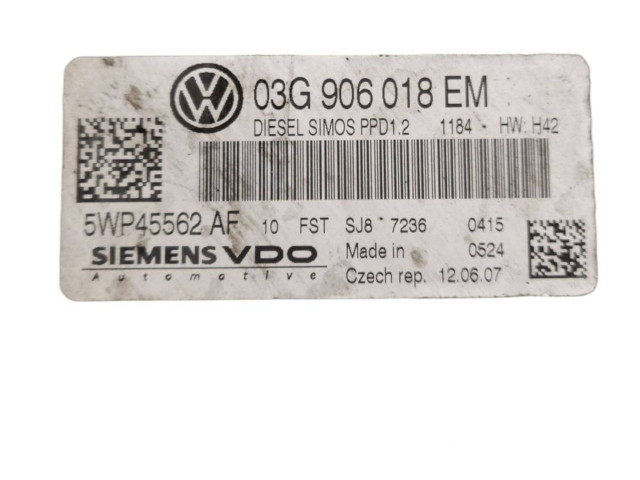 03G 906 018 EM
DIESEL SIMOS PPD1.2 1184 - HW: H42
5WP45562 AF 10 FST SJ8 * 7236 0415
SIEMENS VDO Made in 0524
Automotive Czech rep. 12.06.07